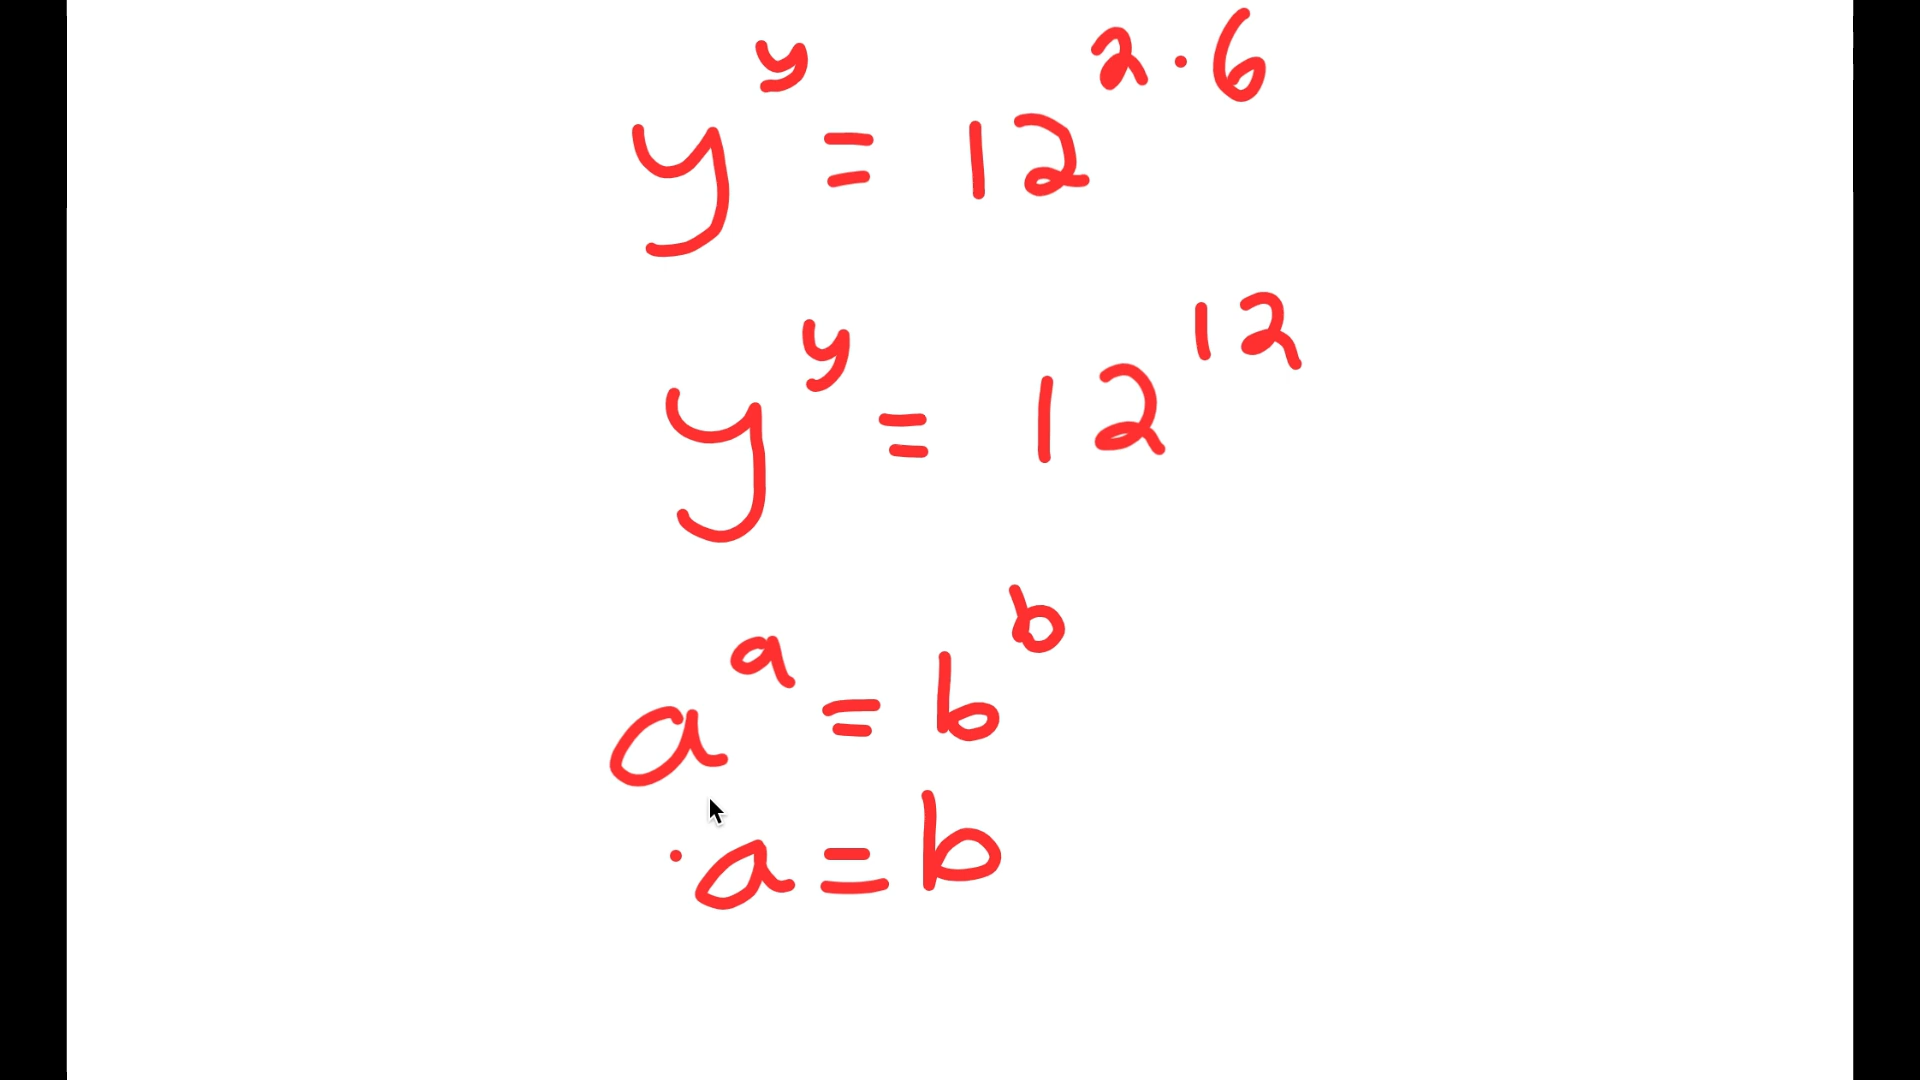 y^y = 12^{2·6}
y^y = 12^{12}
a^a = b^b
·a = b